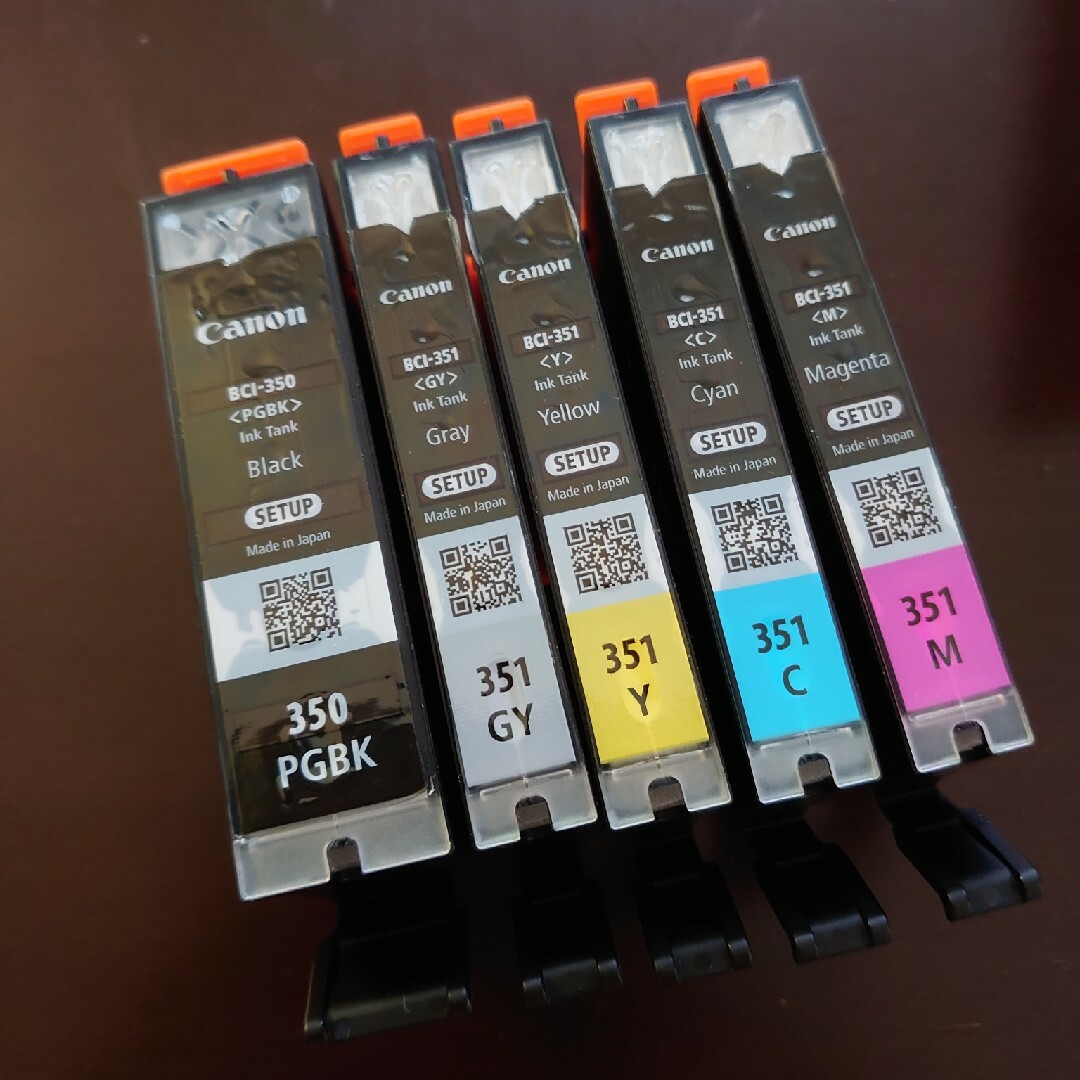 Canon
BCI-350
<PGBK>
Ink Tank
Black
SETUP
Made in Japan
350
PGBK
Canon
BCI-351
<GY>
Ink Tank
Gray
SETUP
Made in Japan
351
GY
Canon
BCI-351
<Y>
Ink Tank
Yellow
SETUP
Made in Japan
351
Y
Canon
BCI-351
<C>
Ink Tank
Cyan
SETUP
Made in Japan
351
C
Canon
BCI-351
<M>
Ink Tank
Magenta
SETUP
Made in Japan
351
M